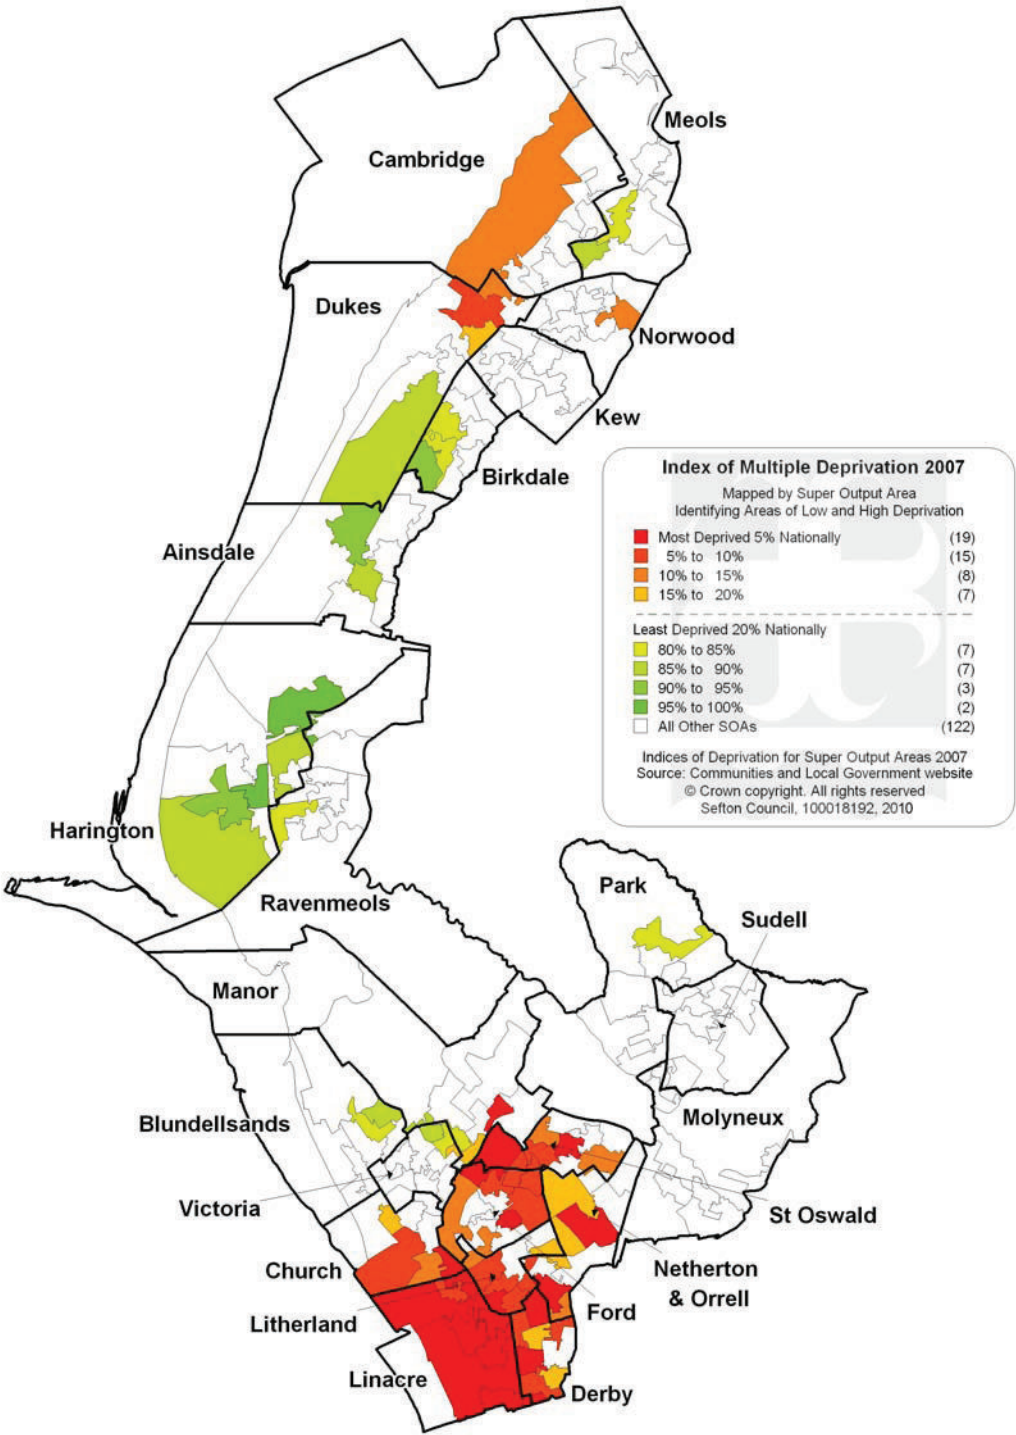 Meols
Cambridge
Dukes
Norwood
Kew
Birkdale
Index of Multiple Deprivation 2007
Mapped by Super Output Area
Identifying Areas of Low and High Deprivation
Most Deprived 5% Nationally (19)
5% to 10% (15)
10% to 15% (8)
15% to 20% (7)
Least Deprived 20% Nationally
80% to 85% (7)
85% to 90% (7)
90% to 95% (3)
95% to 100% (2)
All Other SOAs (122)
Indices of Deprivation for Super Output Areas 2007
Source: Communities and Local Government website
© Crown copyright. All rights reserved
Sefton Council, 100018192, 2010
Ainsdale
Harington
Ravenmeols
Park
Sudell
Manor
Molyneux
Blundellsands
Victoria
St Oswald
Church
Netherton
& Orrell
Litherland
Ford
Linacre
Derby